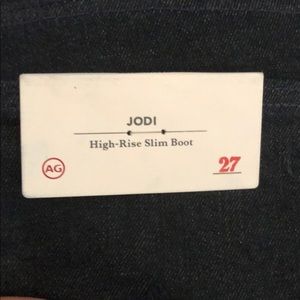 JODI
High-Rise Slim Boot
AG
27